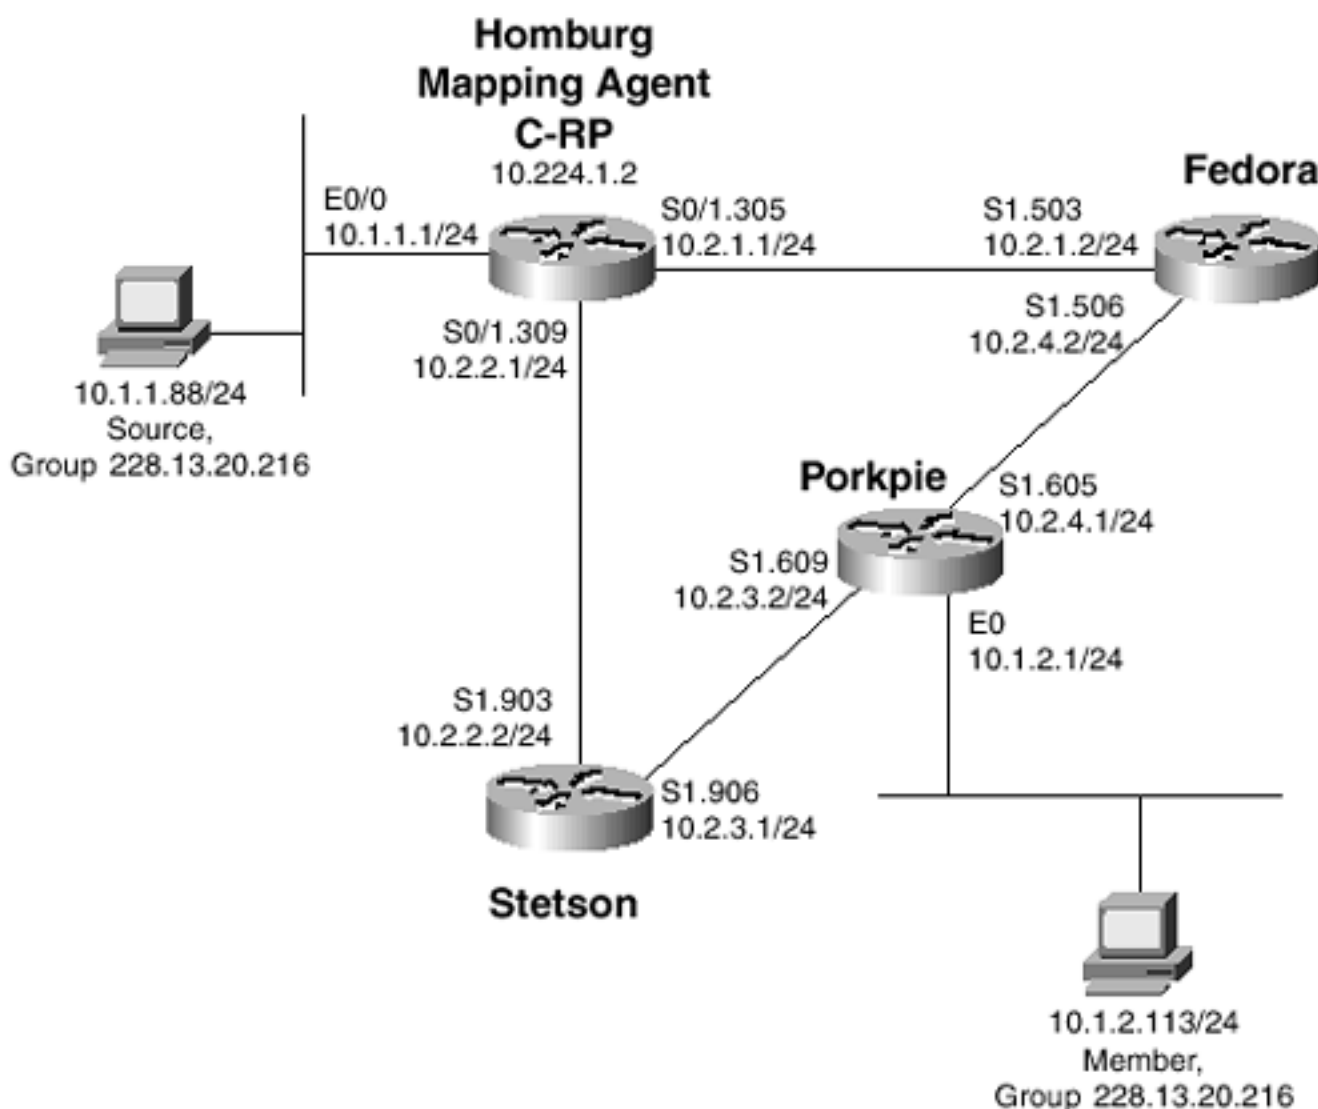 Homburg
Mapping Agent
C-RP
10.224.1.2
E0/0
10.1.1.1/24
S0/1.305
10.2.1.1/24
S1.503
10.2.1.2/24
Fedora
S0/1.309
10.2.2.1/24
S1.506
10.2.4.2/24
10.1.1.88/24
Source,
Group 228.13.20.216
Porkpie
S1.605
10.2.4.1/24
S1.609
10.2.3.2/24
E0
10.1.2.1/24
S1.903
10.2.2.2/24
S1.906
10.2.3.1/24
Stetson
10.1.2.113/24
Member,
Group 228.13.20.216